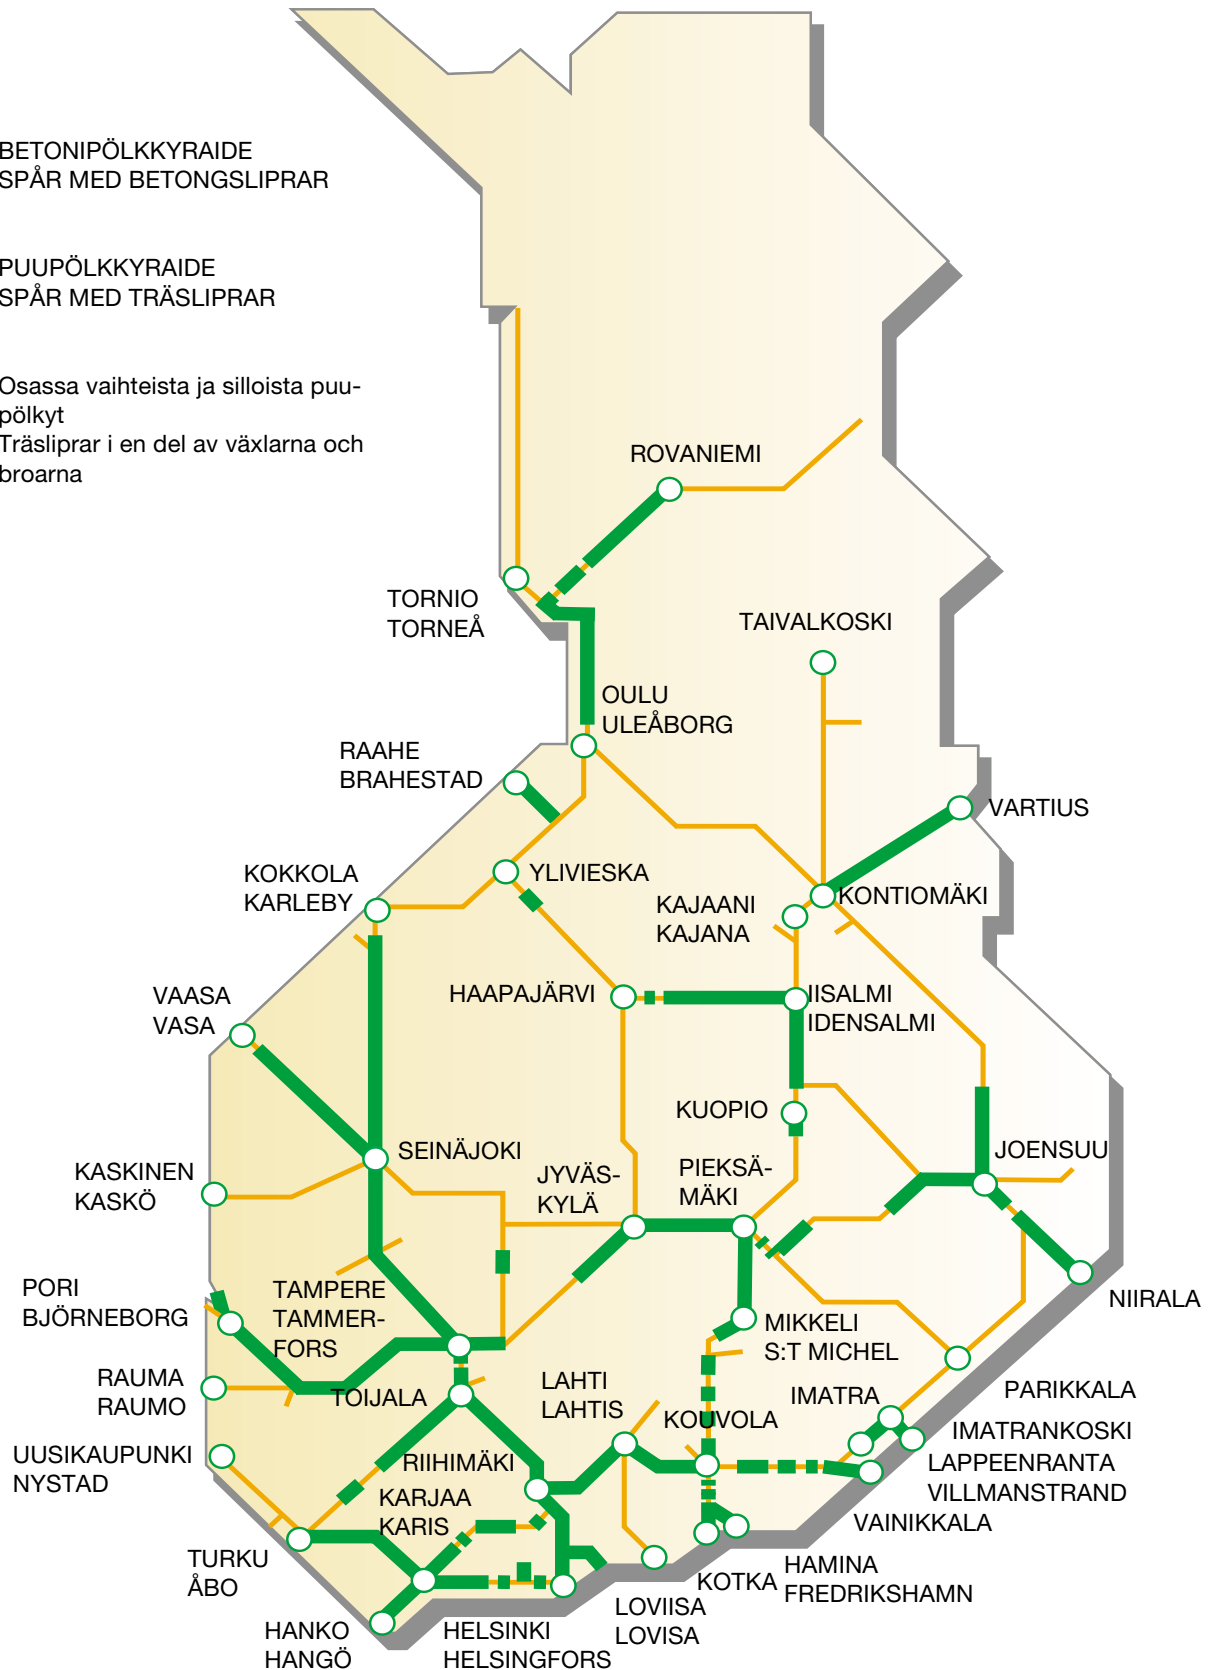 BETONIPÖLKKYRAIDE
SPÅR MED BETONGSLIPRAR
PUUPÖLKKYRAIDE
SPÅR MED TRÄSLIPRAR
Osassa vaihteista ja silloista puu-
pölkyt
Träsliprar i en del av växlarna och
broarna
ROVANIEMI
TORNIO
TORNEÅ
TAIVALKOSKI
OULU
ULEÅBORG
RAAHE
BRAHESTAD
VARTIUS
KOKKOLA
KARLEBY
YLIVIESKA
KAJAANI
KAJANA
KONTIOMÄKI
VAASA
VASA
HAAPAJÄRVI
IISALMI
IDENSALMI
KUOPIO
SEINÄJOKI
JOENSUU
KASKINEN
KASKÖ
JYVÄS-
KYLÄ
PIEKSÄ-
MÄKI
PORI
BJÖRNEBORG
TAMPERE
TAMMER-
FORS
NIIRALA
MIKKELI
S:T MICHEL
RAUMA
RAUMO
TOIJALA
LAHTI
LAHTIS
IMATRA
PARIKKALA
KOUVOLA
IMATRANKOSKI
UUSIKAUPUNKI
NYSTAD
RIIHIMÄKI
LAPPEENRANTA
VILLMANSTRAND
KARJAA
KARIS
VAINIKKALA
TURKU
ÅBO
KOTKA
HAMINA
FREDRIKSHAMN
LOVIISA
LOVISA
HANKO
HANGÖ
HELSINKI
HELSINGFORS